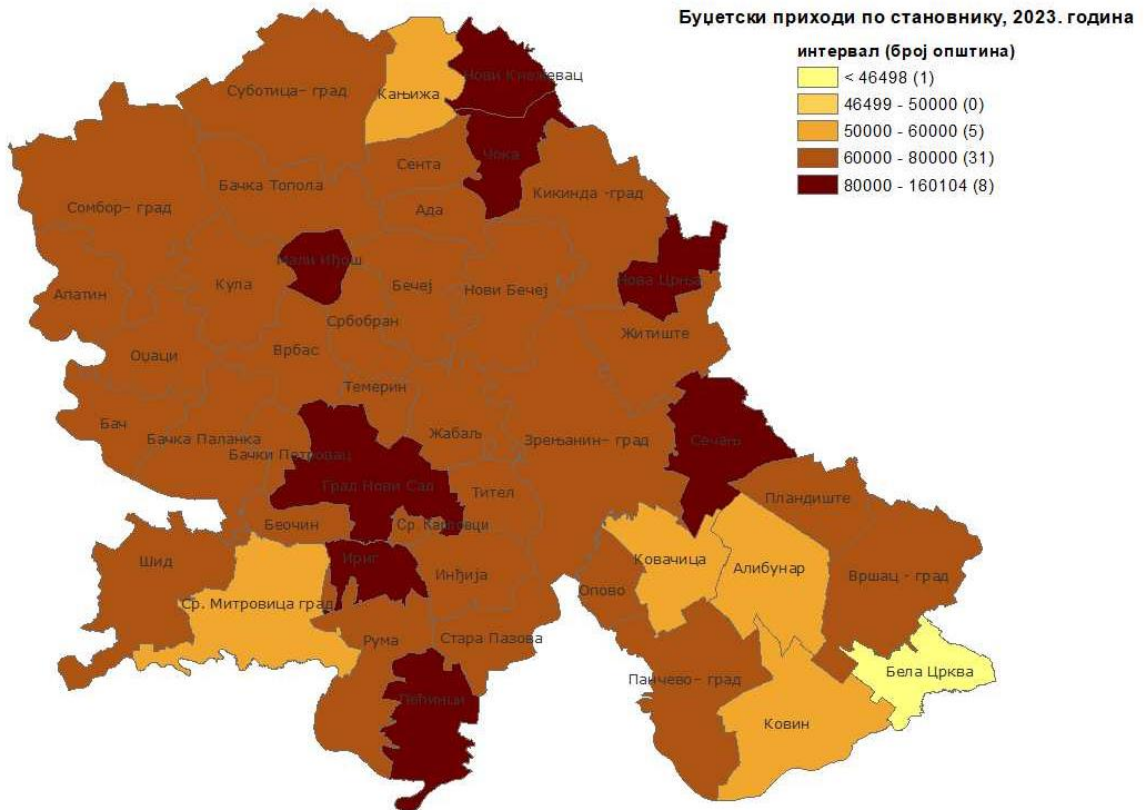 Буџетски приходи по становнику, 2023. година
интервал (број општина)
< 46498 (1)
46499 - 50000 (0)
50000 - 60000 (5)
60000 - 80000 (31)
80000 - 160104 (8)
Нови Кнежевац
Суботица- град
Кањижа
Сента
Чока
Бачка Топола
Кикинда -град
Сомбор- град
Ада
Мали Иђош
Нова Црња
Кула
Бечеј
Нови Бечеј
Апатин
Србобран
Житиште
Оџаци
Врбас
Темерин
Бач
Бачка Паланка
Жабаљ
Зрењанин- град
Сечањ
Бачки Петровац
Град Нови Сад
Тител
Пландиште
Беочин
Ср. Карловци
Шид
Ириг
Ковачица
Алибунар
Инђија
Вршац - град
Опово
Ср. Митровица град
Рума
Стара Пазова
Панчево- град
Бела Црква
Пећинци
Ковин